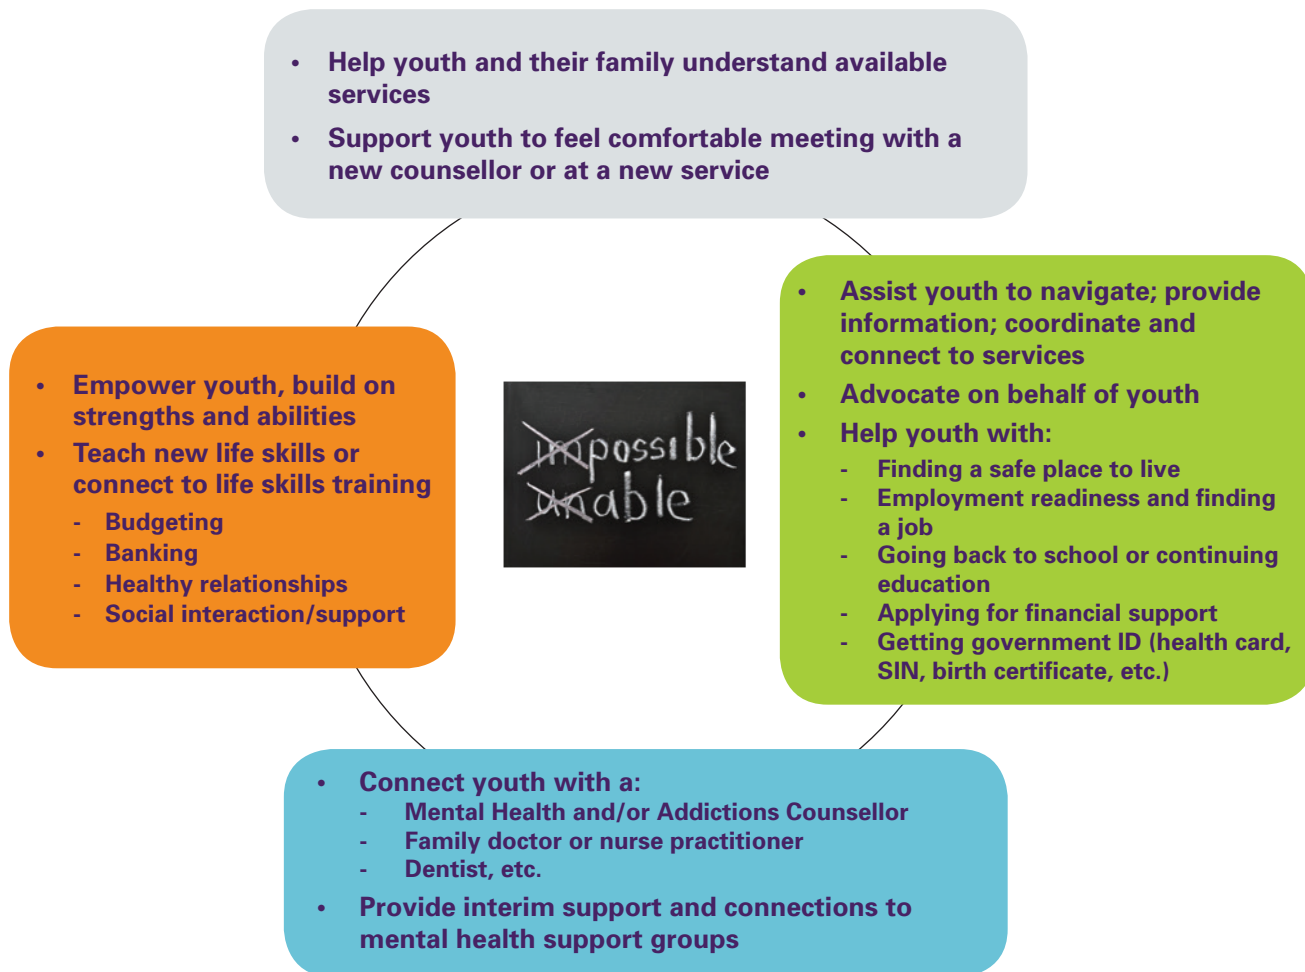 • Help youth and their family understand available
services
• Support youth to feel comfortable meeting with a
new counsellor or at a new service
• Assist youth to navigate; provide
information; coordinate and
connect to services
• Advocate on behalf of youth
• Help youth with:
- Finding a safe place to live
- Employment readiness and finding
a job
- Going back to school or continuing
education
- Applying for financial support
- Getting government ID (health card,
SIN, birth certificate, etc.)
• Empower youth, build on
strengths and abilities
• Teach new life skills or
connect to life skills training
- Budgeting
- Banking
- Healthy relationships
- Social interaction/support
impossible
unable
• Connect youth with a:
- Mental Health and/or Addictions Counsellor
- Family doctor or nurse practitioner
- Dentist, etc.
• Provide interim support and connections to
mental health support groups